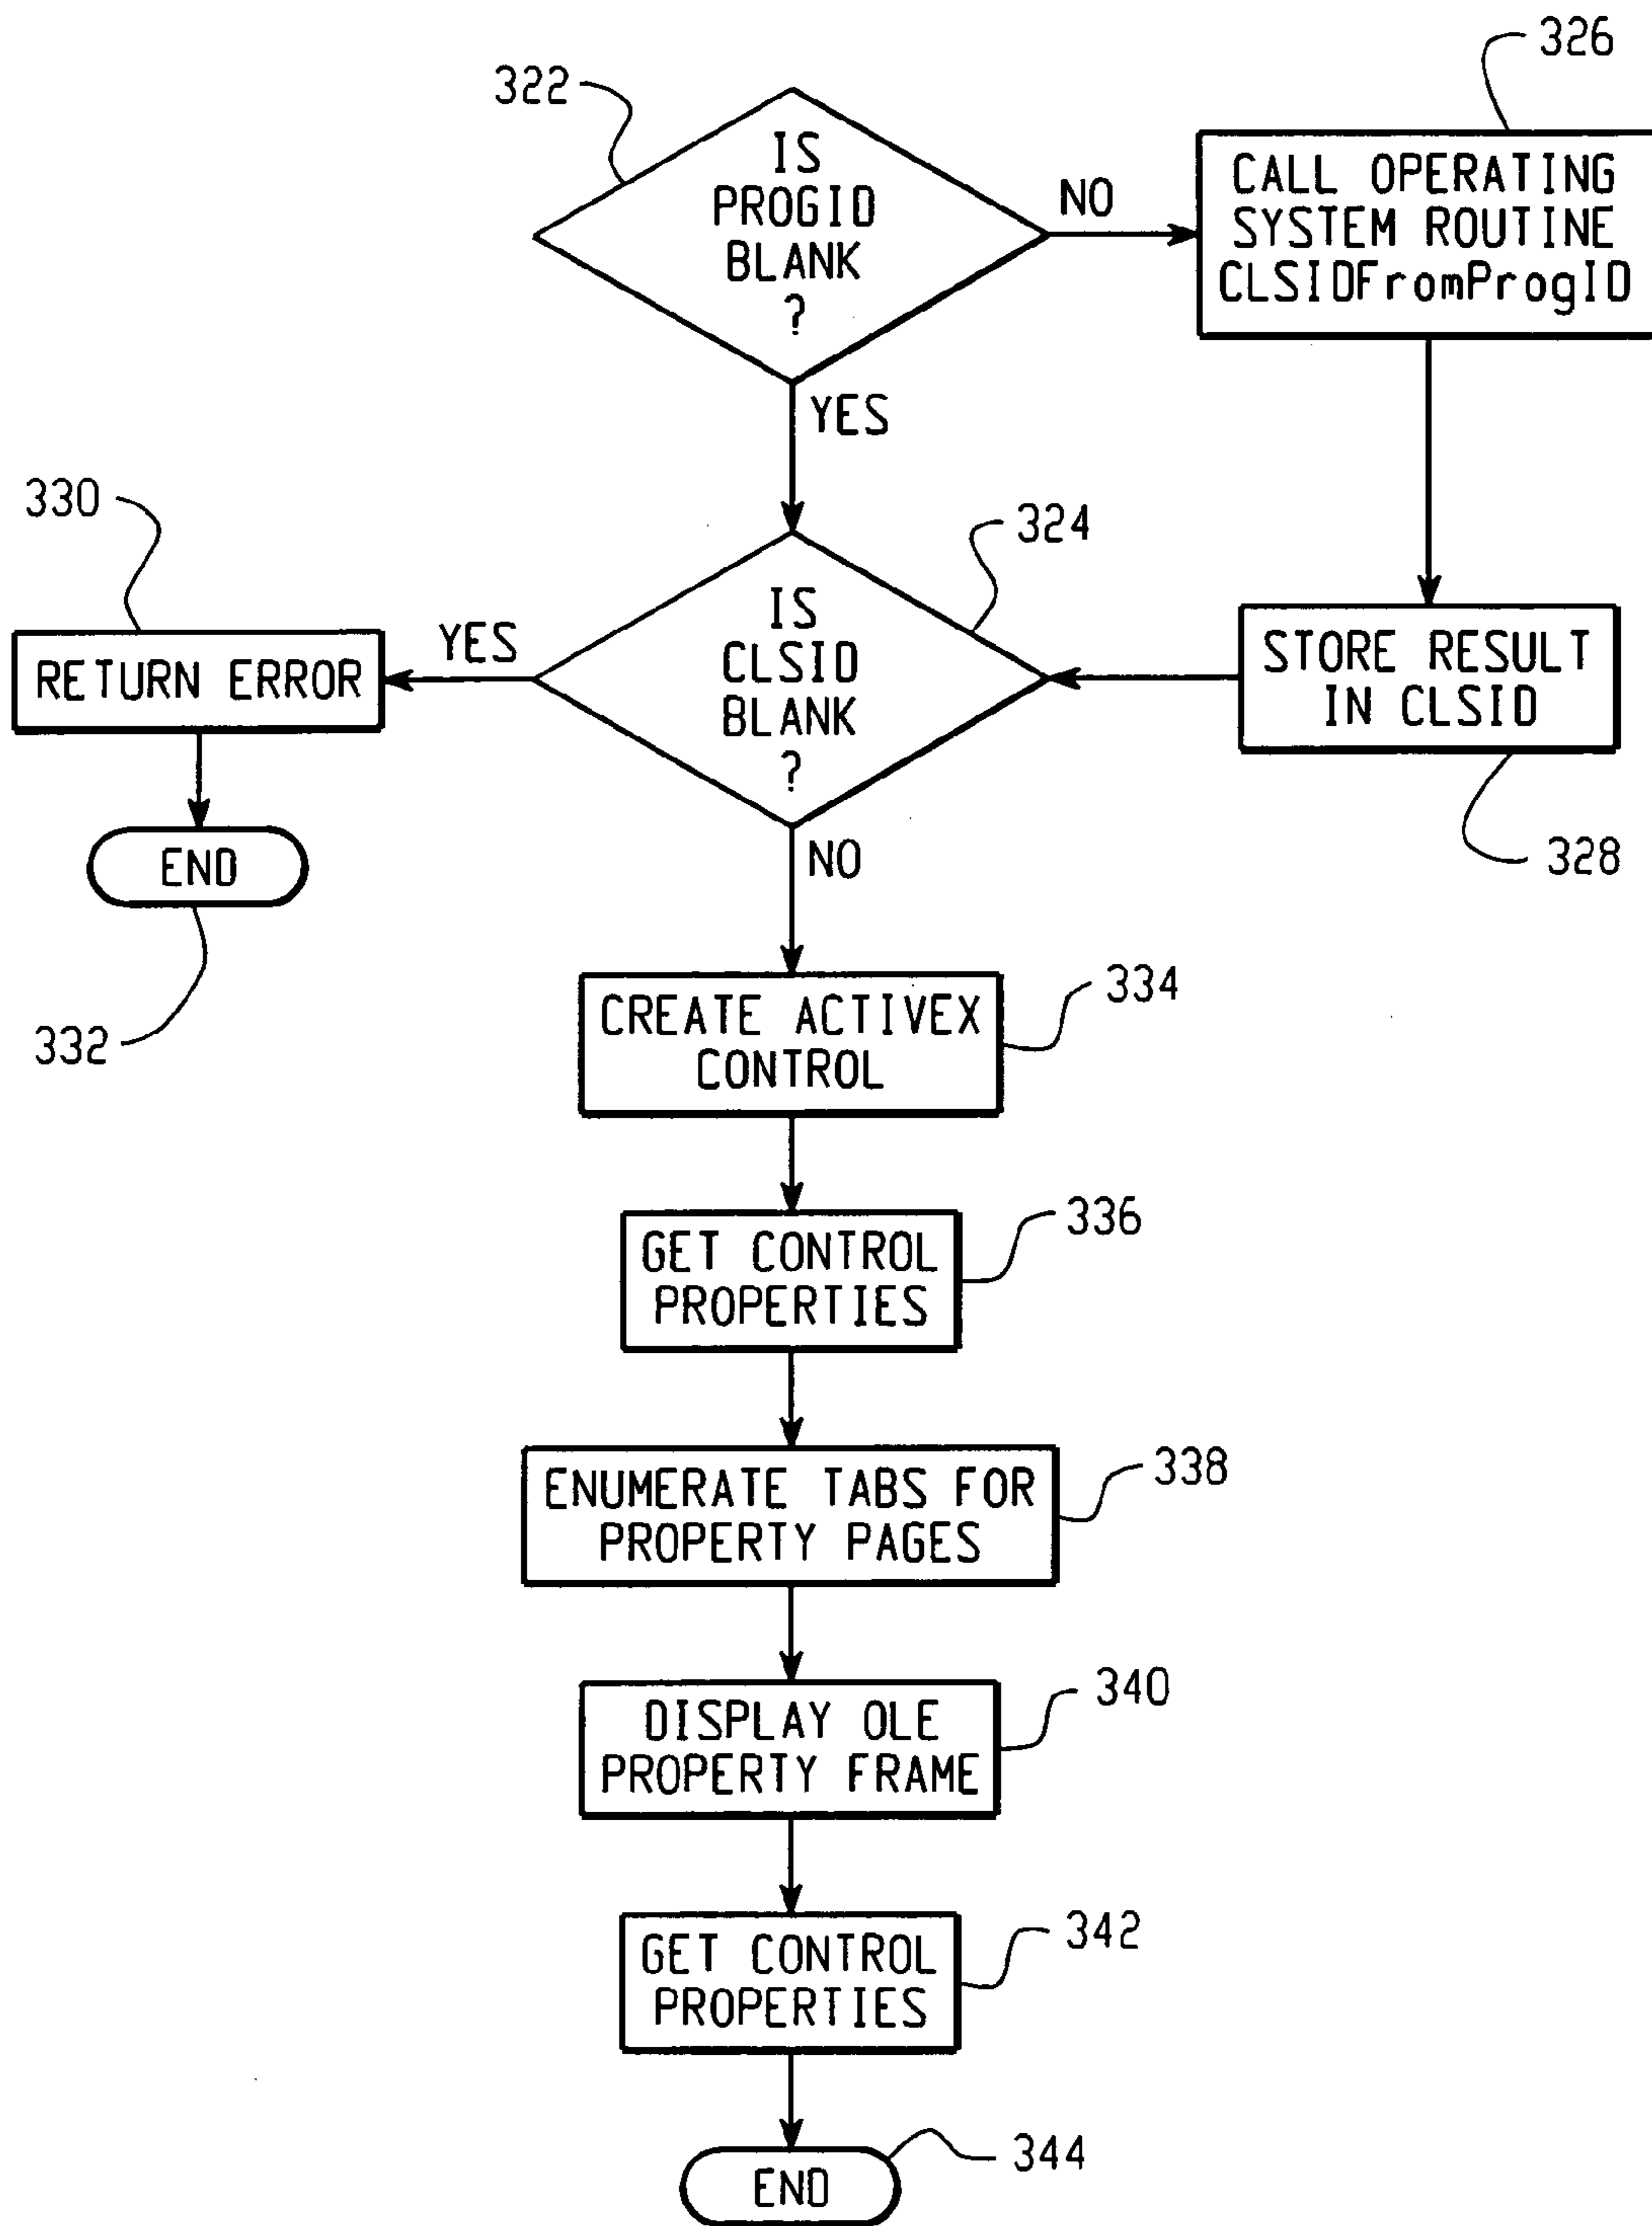 322
IS
PROGID
BLANK
?
NO
326
CALL OPERATING
SYSTEM ROUTINE
CLSIDFromProgID
YES
330
RETURN ERROR
YES
324
IS
CLSID
BLANK
?
STORE RESULT
IN CLSID
328
END
332
NO
CREATE ACTIVEX
CONTROL
334
GET CONTROL
PROPERTIES
336
ENUMERATE TABS FOR
PROPERTY PAGES
338
DISPLAY OLE
PROPERTY FRAME
340
GET CONTROL
PROPERTIES
342
END
344